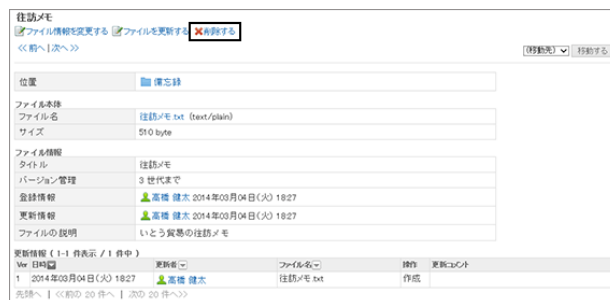 往訪メモ
ファイル情報を変更する ファイルを更新する 削除する
<<前へ | 次へ>>
(移動先) 移動する
位置 備忘録
ファイル本体
ファイル名 往訪メモ.txt (text/plain)
サイズ 510 byte
ファイル情報
タイトル 往訪メモ
バージョン管理 3 世代まで
登録情報 高橋 健太 2014年03月04日(火) 18:27
更新情報 高橋 健太 2014年03月04日(火) 18:27
ファイルの説明 いとう貿易の往訪メモ
更新情報 ( 1-1 件表示 / 1 件中 )
Ver 日時 更新者 ファイル名 操作 更新コメント
1 2014年03月04日(火) 18:27 高橋 健太 往訪メモ.txt 作成
先頭へ | <<前の 20 件へ | 次の 20 件へ>>